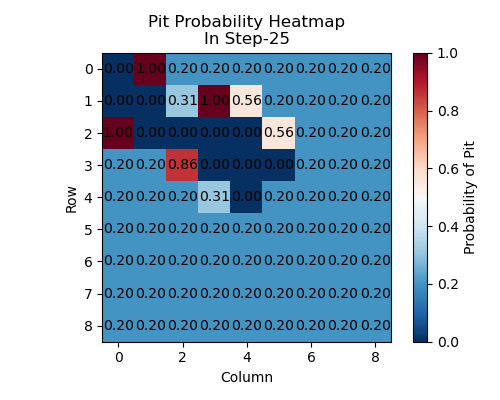 Pit Probability Heatmap
In Step-25
0 0.00 1.00 0.20 0.20 0.20 0.20 0.20 0.20 0.20
1 0.00 0.00 0.31 1.00 0.56 0.20 0.20 0.20 0.20
2 1.00 0.00 0.00 0.00 0.00 0.56 0.20 0.20 0.20
3 0.20 0.20 0.86 0.00 0.00 0.00 0.20 0.20 0.20
4 0.20 0.20 0.20 0.31 0.00 0.20 0.20 0.20 0.20
5 0.20 0.20 0.20 0.20 0.20 0.20 0.20 0.20 0.20
6 0.20 0.20 0.20 0.20 0.20 0.20 0.20 0.20 0.20
7 0.20 0.20 0.20 0.20 0.20 0.20 0.20 0.20 0.20
8 0.20 0.20 0.20 0.20 0.20 0.20 0.20 0.20 0.20
0 2 4 6 8
Column
Row
1.0
0.8
0.6
0.4
0.2
0.0
Probability of Pit